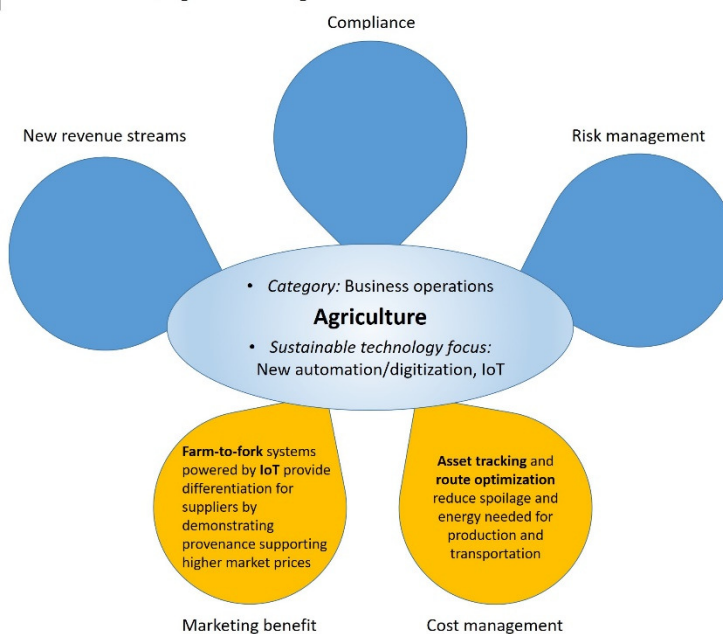 Compliance
New revenue streams
Risk management
• Category: Business operations
Agriculture
• Sustainable technology focus:
New automation/digitization, IoT
Farm-to-fork systems
powered by IoT provide
differentiation for
suppliers by
demonstrating
provenance supporting
higher market prices
Asset tracking and
route optimization
reduce spoilage and
energy needed for
production and
transportation
Marketing benefit
Cost management